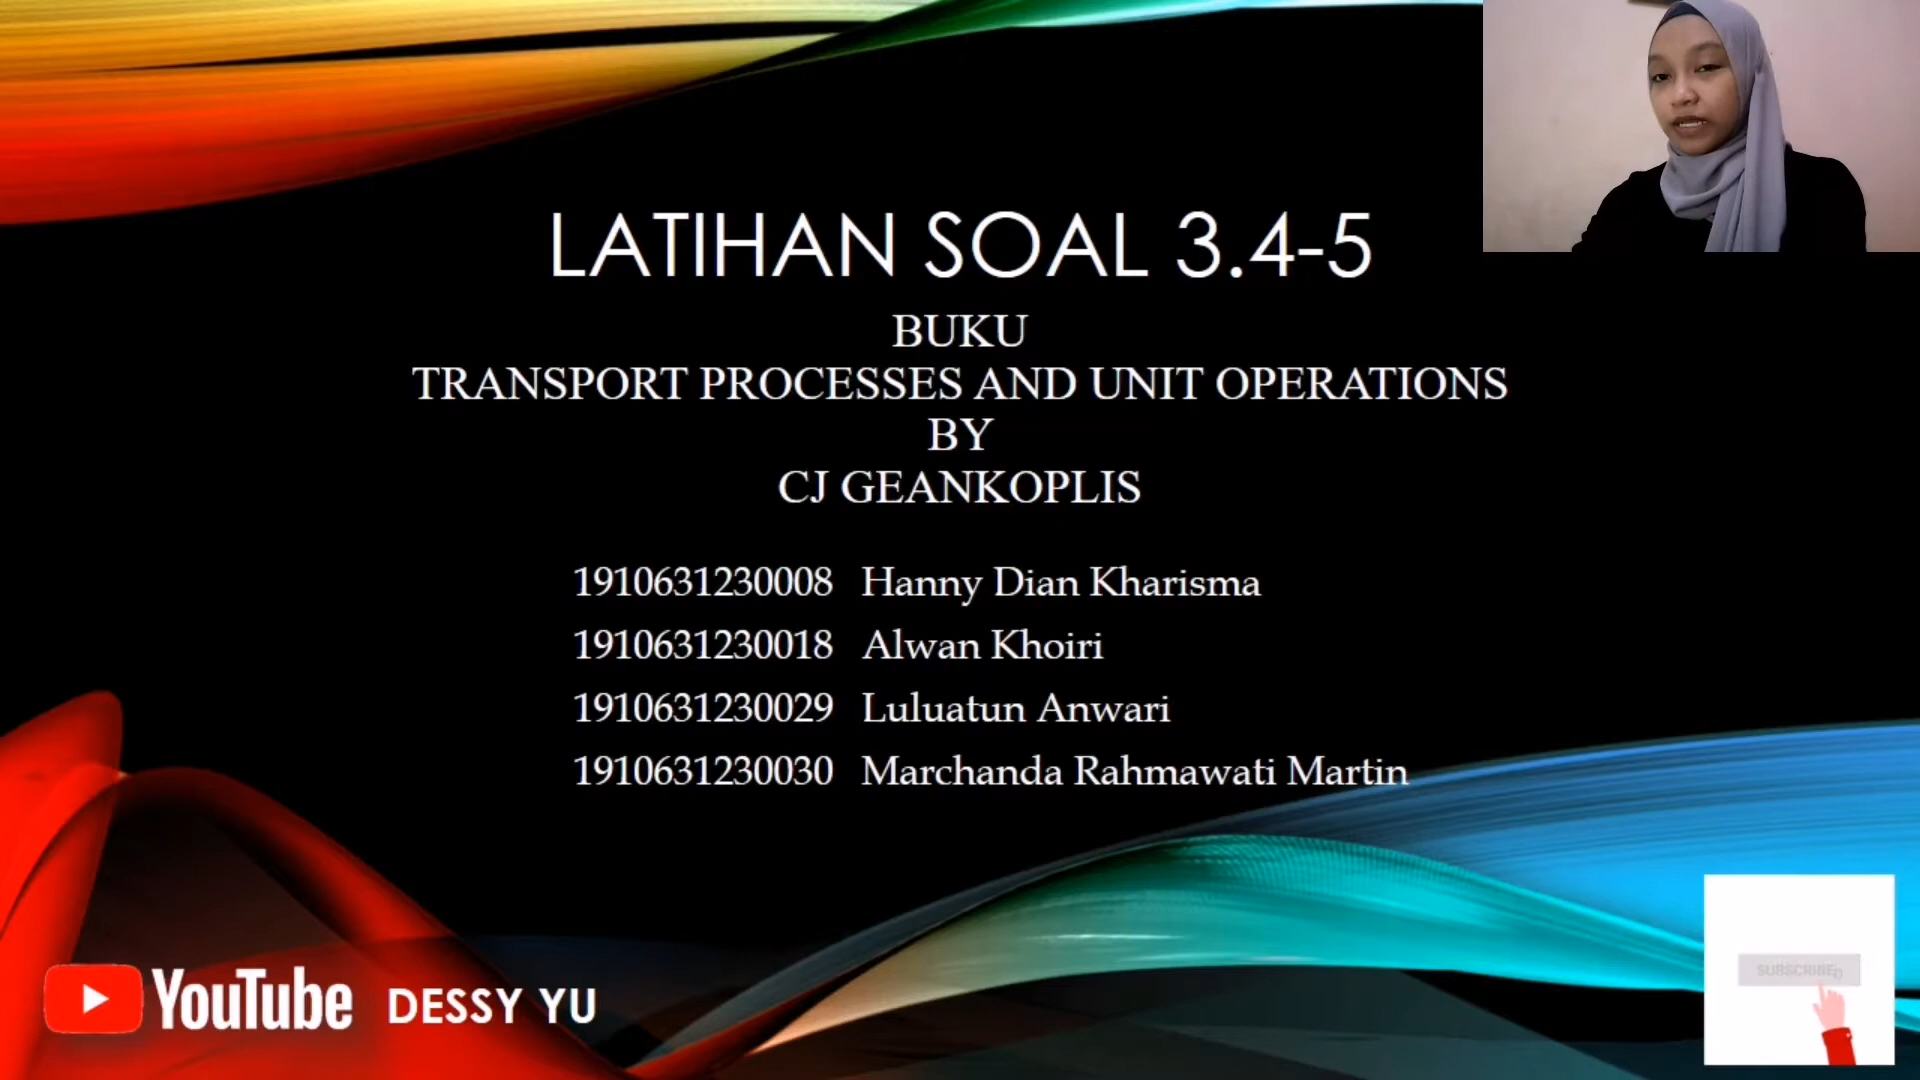 LATIHAN SOAL 3.4-5
BUKU
TRANSPORT PROCESSES AND UNIT OPERATIONS
BY
CJ GEANKOPLIS
1910631230008 Hanny Dian Kharisma
1910631230018 Alwan Khoiri
1910631230029 Luluatun Anwari
1910631230030 Marchanda Rahmawati Martin
YouTube DESSY YU
SUBSCRIBED